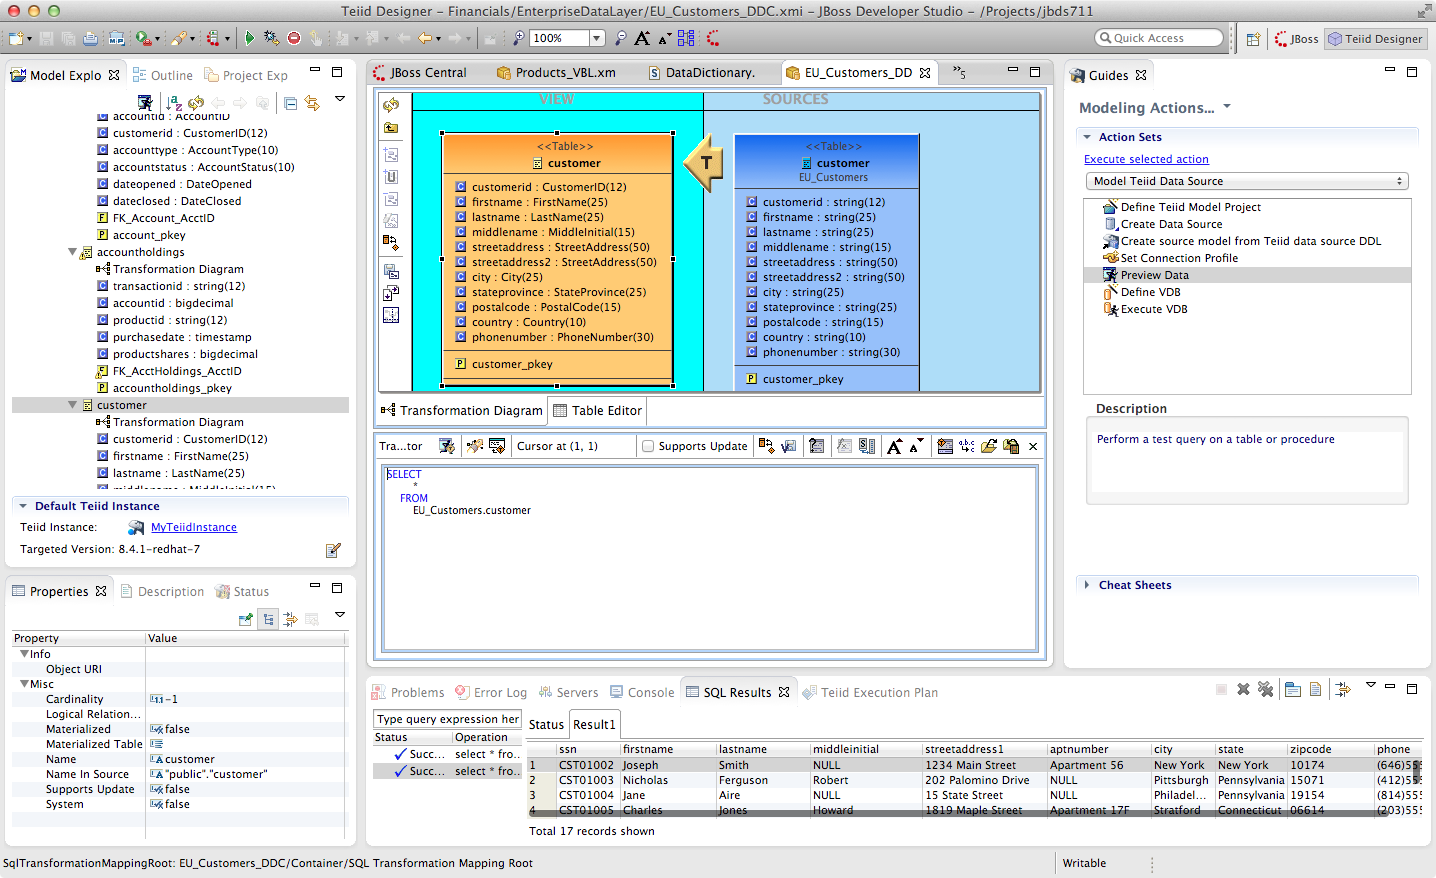 Teiid Designer – Financials/EnterpriseDataLayer/EU_Customers_DDC.xmi – JBoss Developer Studio – /Projects/jbds711
100%
Quick Access
JBoss
Teiid Designer
Model Explo
Outline
Project Exp
accountid : AccountID
customerid : CustomerID(12)
accounttype : AccountType(10)
accountstatus : AccountStatus(10)
dateopened : DateOpened
dateclosed : DateClosed
FK_Account_AcctID
account_pkey
accountholdings
Transformation Diagram
transactionid : string(12)
accountid : bigdecimal
productid : string(12)
purchasedate : timestamp
productshares : bigdecimal
FK_AcctHoldings_AcctID
accountholdings_pkey
customer
Transformation Diagram
customerid : CustomerID(12)
firstname : FirstName(25)
lastname : LastName(25)
middlename : MiddleInitial(15)
Default Teiid Instance
Teiid Instance:
MyTeiidInstance
Targeted Version: 8.4.1-redhat-7
Properties
Description
Status
Property
Value
Info
Object URI
Misc
Cardinality
-1
Logical Relation...
Materialized
false
Materialized Table
Name
customer
Name In Source
"public"."customer"
Supports Update
false
System
false
JBoss Central
Products_VBL.xm
DataDictionary.
EU_Customers_DD
»5
VIEW
SOURCES
<<Table>>
customer
customerid : CustomerID(12)
firstname : FirstName(25)
lastname : LastName(25)
middlename : MiddleInitial(15)
streetaddress : StreetAddress(50)
streetaddress2 : StreetAddress(50)
city : City(25)
stateprovince : StateProvince(25)
postalcode : PostalCode(15)
country : Country(10)
phonenumber : PhoneNumber(30)
customer_pkey
T
<<Table>>
customer
EU_Customers
customerid : string(12)
firstname : string(25)
lastname : string(25)
middlename : string(15)
streetaddress : string(50)
streetaddress2 : string(50)
city : string(25)
stateprovince : string(25)
postalcode : string(15)
country : string(10)
phonenumber : string(30)
customer_pkey
Transformation Diagram
Table Editor
Tra...tor
Cursor at (1, 1)
Supports Update
SELECT
*
FROM
EU_Customers.customer
Guides
Modeling Actions...
Action Sets
Execute selected action
Model Teiid Data Source
Define Teiid Model Project
Create Data Source
Create source model from Teiid data source DDL
Set Connection Profile
Preview Data
Define VDB
Execute VDB
Description
Perform a test query on a table or procedure
Cheat Sheets
Problems
Error Log
Servers
Console
SQL Results
Teiid Execution Plan
Type query expression her
Status
Operation
Succ... select * fro...
Succ... select * fro...
Status
Result1
ssn firstname lastname middleinitial streetaddress1 aptnumber city state zipcode phone
1 CST01002 Joseph Smith NULL 1234 Main Street Apartment 56 New York New York 10174 (646)555
2 CST01003 Nicholas Ferguson Robert 202 Palomino Drive NULL Pittsburgh Pennsylvania 15071 (412)555
3 CST01004 Jane Aire NULL 15 State Street NULL Philadel... Pennsylvania 19154 (814)555
4 CST01005 Charles Jones Howard 1819 Maple Street Apartment 17F Stratford Connecticut 06614 (203)555
Total 17 records shown
SqlTransformationMappingRoot: EU_Customers_DDC/Container/SQL Transformation Mapping Root
Writable